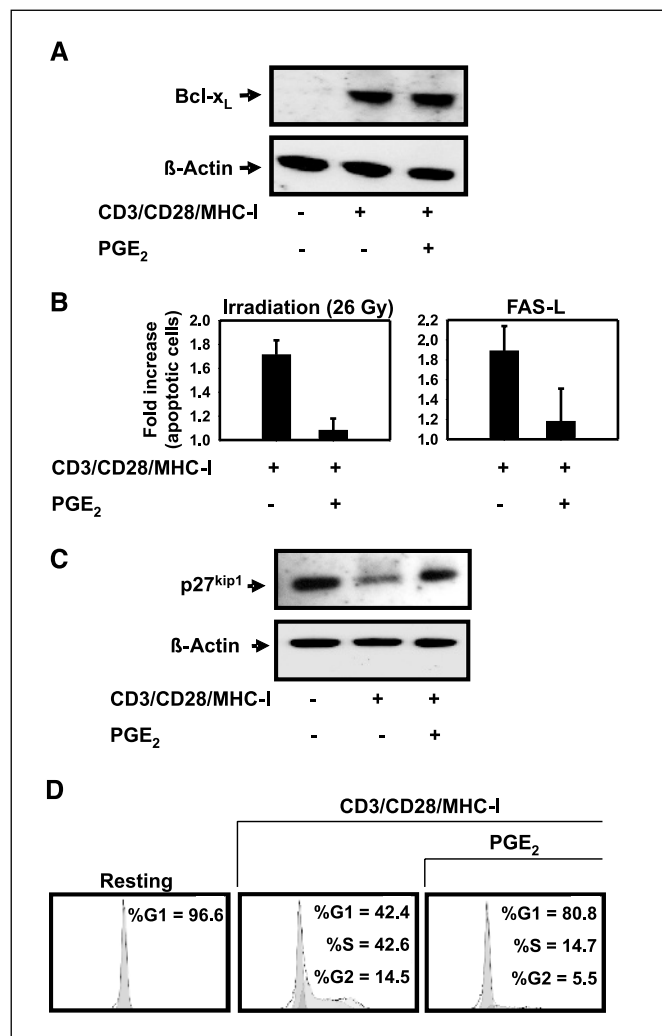 A
Bcl-xL
ß-Actin
CD3/CD28/MHC-I - + +
PGE2 - - +
B
Irradiation (26 Gy) FAS-L
Fold increase
(apoptotic cells)
2.0
1.8
1.6
1.4
1.2
1.0
2.2
2.0
1.8
1.6
1.4
1.2
1.0
CD3/CD28/MHC-I + + + +
PGE2 - + - +
C
p27kip1
ß-Actin
CD3/CD28/MHC-I - + +
PGE2 - - +
D
CD3/CD28/MHC-I
PGE2
Resting
%G1 = 96.6
%G1 = 42.4
%S = 42.6
%G2 = 14.5
%G1 = 80.8
%S = 14.7
%G2 = 5.5